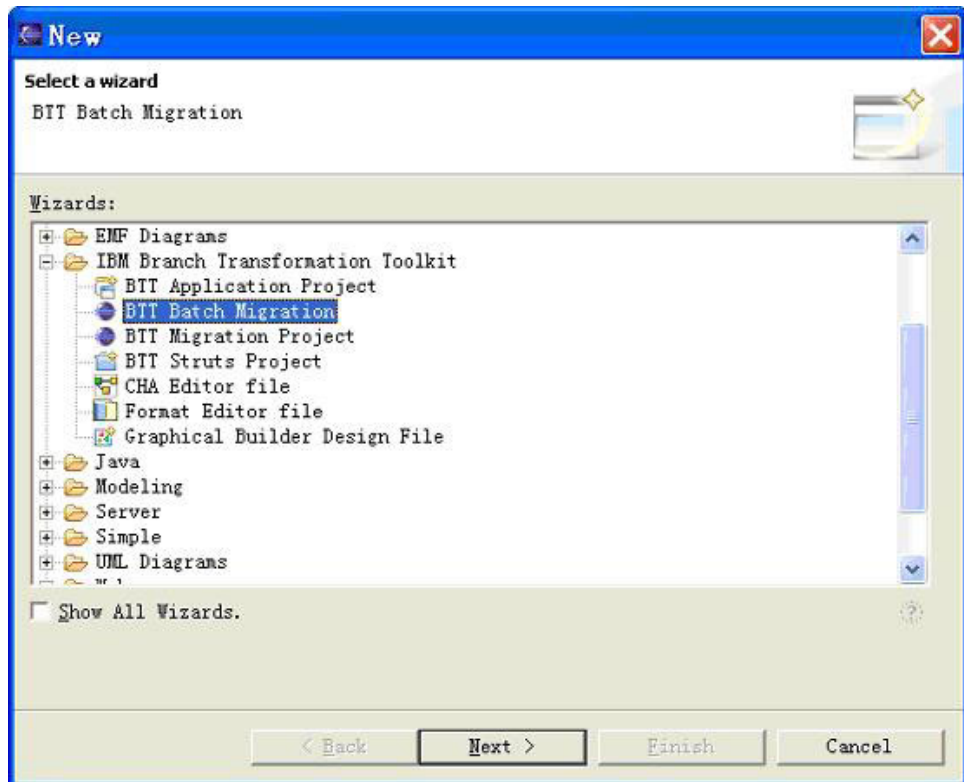 New
Select a wizard
BTT Batch Migration
Wizards:
EMF Diagrams
IBM Branch Transformation Toolkit
BTT Application Project
BTT Batch Migration
BTT Migration Project
BTT Struts Project
CHA Editor file
Format Editor file
Graphical Builder Design File
Java
Modeling
Server
Simple
UML Diagrams
Show All Wizards.
< Back Next > Finish Cancel